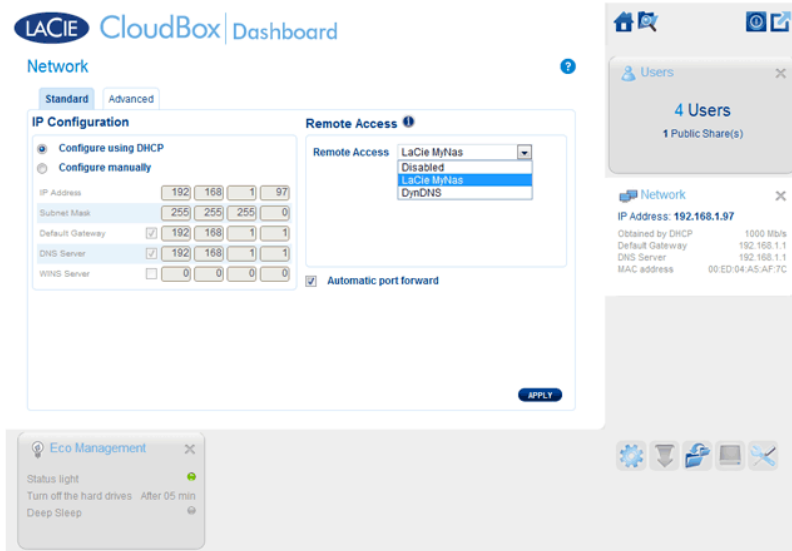 LACIE CloudBox Dashboard
Network
?
Standard Advanced
IP Configuration
Configure using DHCP
Configure manually
IP Address 192 168 1 97
Subnet Mask 255 255 255 0
Default Gateway 192 168 1 1
DNS Server 192 168 1 1
WINS Server 0 0 0 0
Remote Access
Remote Access LaCie MyNas
Disabled
LaCie MyNas
DynDNS
Automatic port forward
APPLY
Users
4 Users
1 Public Share(s)
Network
IP Address: 192.168.1.97
Obtained by DHCP 1000 Mb/s
Default Gateway 192.168.1.1
DNS Server 192.168.1.1
MAC address 00:ED:04:A5:AF:7C
Eco Management
Status light
Turn off the hard drives After 05 min
Deep Sleep